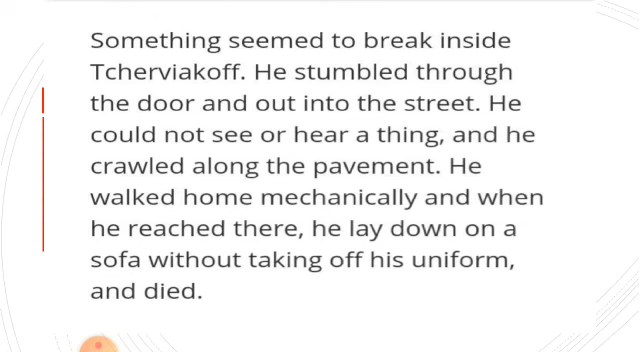 Something seemed to break inside
Tcherviakoff. He stumbled through
the door and out into the street. He
could not see or hear a thing, and he
crawled along the pavement. He
walked home mechanically and when
he reached there, he lay down on a
sofa without taking off his uniform,
and died.